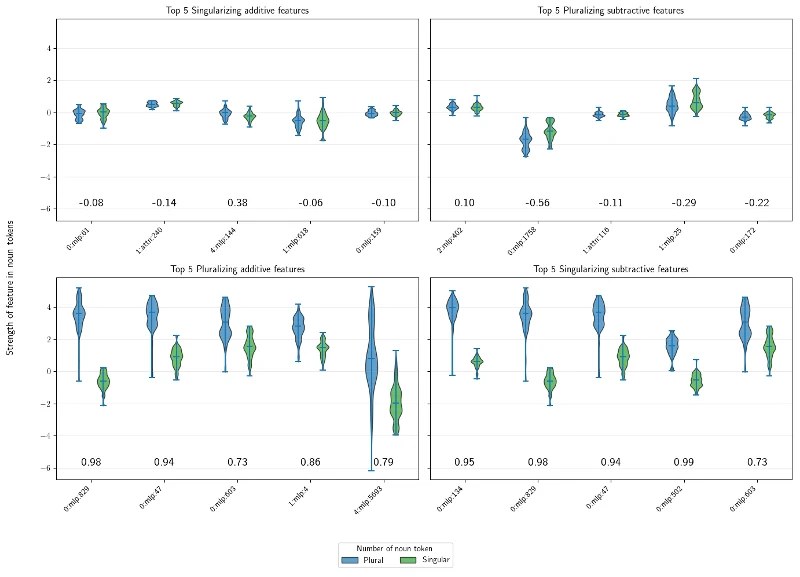 Top 5 Singularizing additive features
Top 5 Pluralizing subtractive features
4
2
0
−2
−4
−6
-0.08 -0.14 0.38 -0.06 -0.10
0.10 -0.56 -0.11 -0.29 -0.22
0:mlp:61 1:attn:240 4:mlp:144 1:mlp:618 0:mlp:159
2:mlp:402 0:mlp:1758 1:attn:116 1:mlp:25 0:mlp:172
Strength of feature in noun tokens
Top 5 Pluralizing additive features
Top 5 Singularizing subtractive features
4
2
0
−2
−4
−6
0.98 0.94 0.73 0.86 0.79
0.95 0.98 0.94 0.99 0.73
0:mlp:829 0:mlp:47 0:mlp:603 1:mlp:4 4:mlp:5693
0:mlp:134 0:mlp:829 0:mlp:47 0:mlp:502 0:mlp:603
Number of noun token
Plural Singular